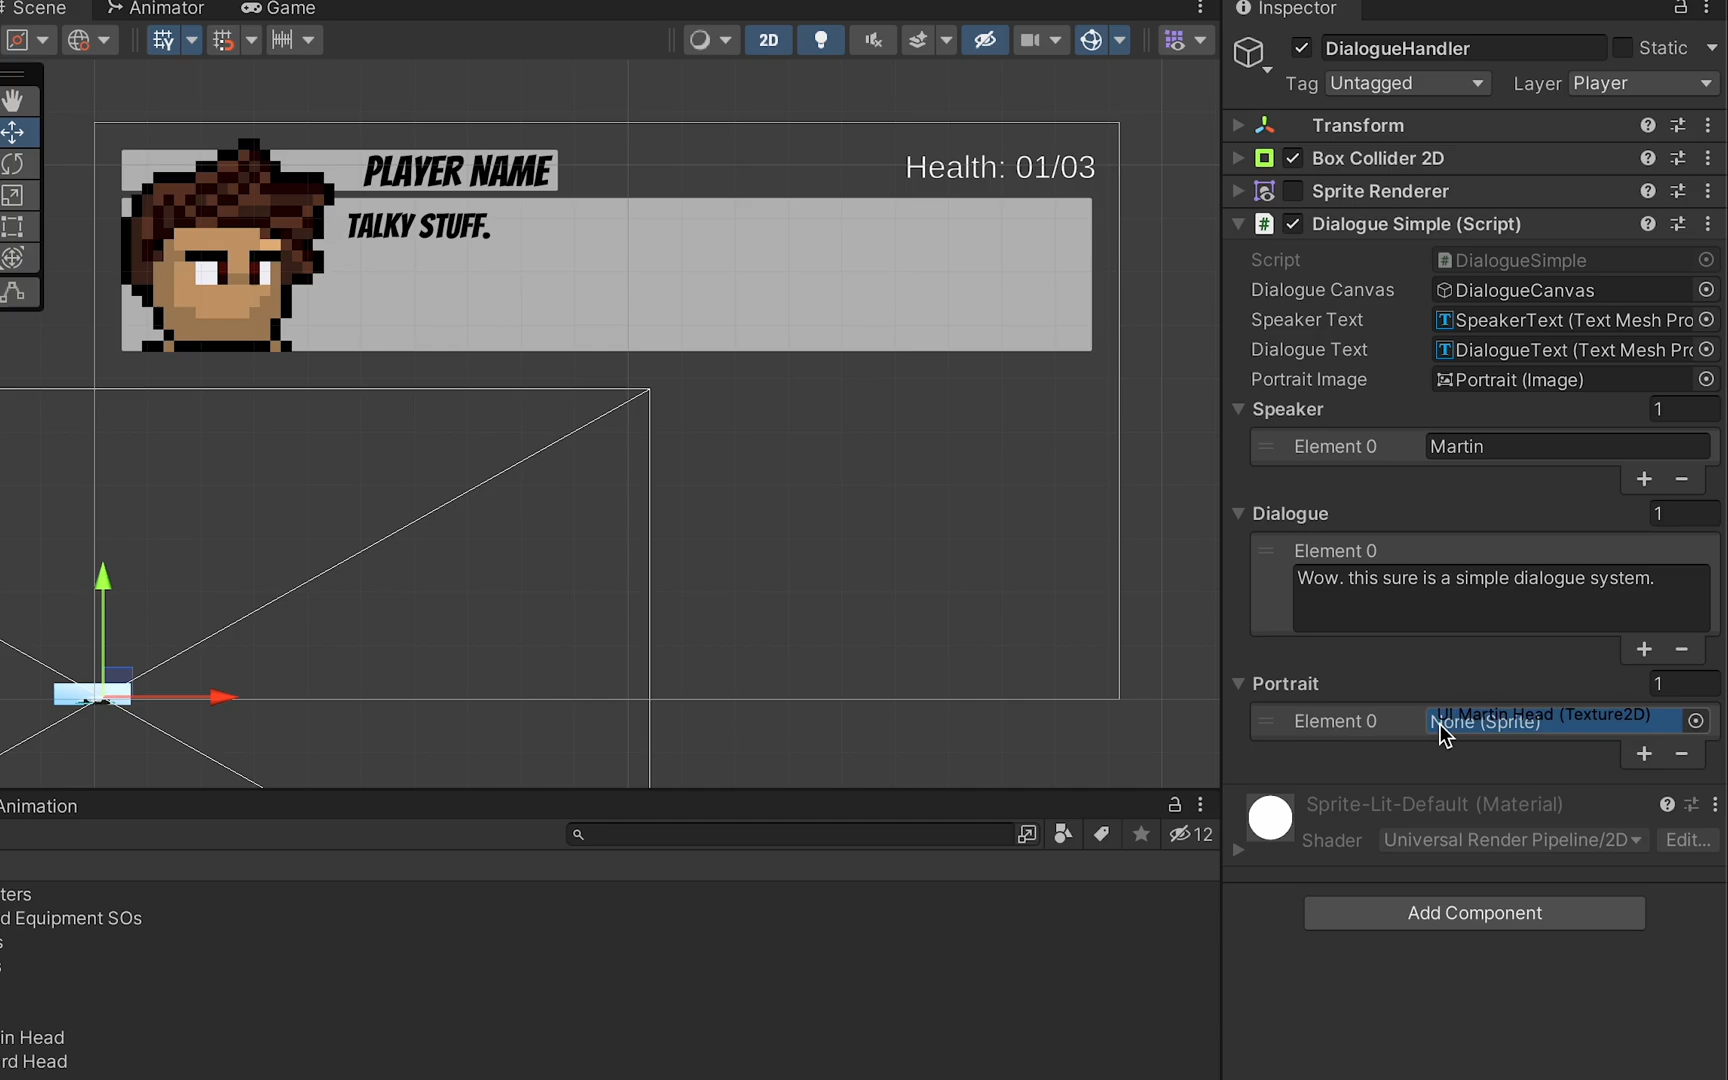 Scene Animator Game
Inspector
2D
DialogueHandler Static
Tag Untagged Layer Player
Transform
Box Collider 2D
Sprite Renderer
Dialogue Simple (Script)
Script DialogueSimple
Dialogue Canvas DialogueCanvas
Speaker Text SpeakerText (Text Mesh Pro
Dialogue Text DialogueText (Text Mesh Pro
Portrait Image Portrait (Image)
Speaker 1
Element 0 Martin
Dialogue 1
Element 0
Wow. this sure is a simple dialogue system.
Portrait 1
Element 0 None (Sprite)
UI Martin Head (Texture2D)
Sprite-Lit-Default (Material)
Shader Universal Render Pipeline/2D Edit...
Add Component
PLAYER NAME
Health: 01/03
TALKY STUFF.
Animation
12
ters
d Equipment SOs
s
s
in Head
rd Head